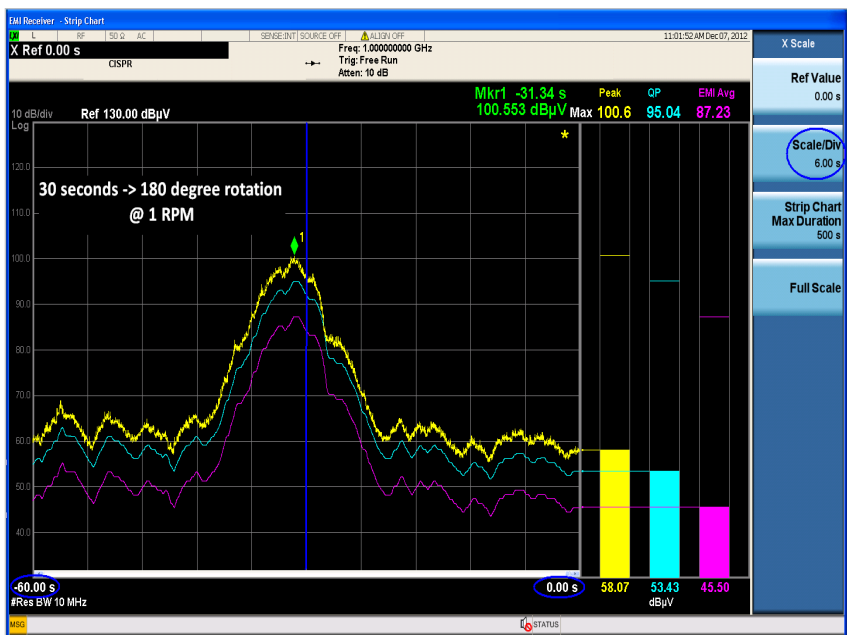 EMI Receiver - Strip Chart
LXI L RF 50 Ω AC SENSE:INT SOURCE OFF ALIGN OFF 11:01:52 AM Dec 07, 2012
X Ref 0.00 s
CISPR
Freq: 1.000000000 GHz
Trig: Free Run
Atten: 10 dB
Mkr1 -31.34 s
100.553 dBµV
Peak QP EMI Avg
Max 100.6 95.04 87.23
10 dB/div Ref 130.00 dBµV
Log
*
120.0
110.0
100.0
90.0
80.0
70.0
60.0
50.0
40.0
30 seconds -> 180 degree rotation
@ 1 RPM
1
-60.00 s 0.00 s
58.07 53.43 45.50
dBµV
#Res BW 10 MHz
MSG STATUS
X Scale
Ref Value
0.00 s
Scale/Div
6.00 s
Strip Chart
Max Duration
500 s
Full Scale